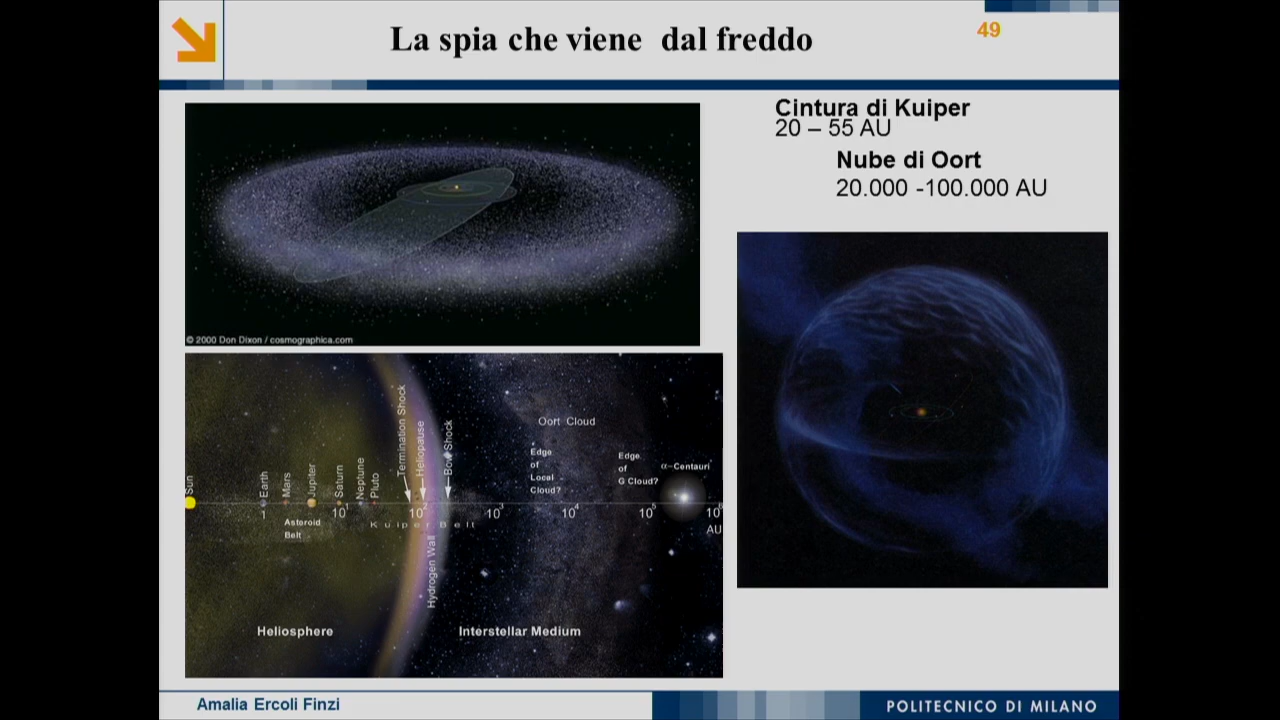 La spia che viene dal freddo
49
Cintura di Kuiper
20 – 55 AU
Nube di Oort
20.000 -100.000 AU
© 2000 Don Dixon / cosmographica.com
Sun
Earth
Mars
Jupiter
Saturn
Neptune
Pluto
Termination Shock
Heliopause
Bow Shock
Oort Cloud
Edge
of
Local
Cloud?
Edge
of
G Cloud?
α-Centauri
1
10
10²
10³
10⁴
10⁵
10⁶
AU
Asteroid
Belt
Kuiper Belt
Hydrogen Wall
Heliosphere
Interstellar Medium
Amalia Ercoli Finzi
POLITECNICO DI MILANO